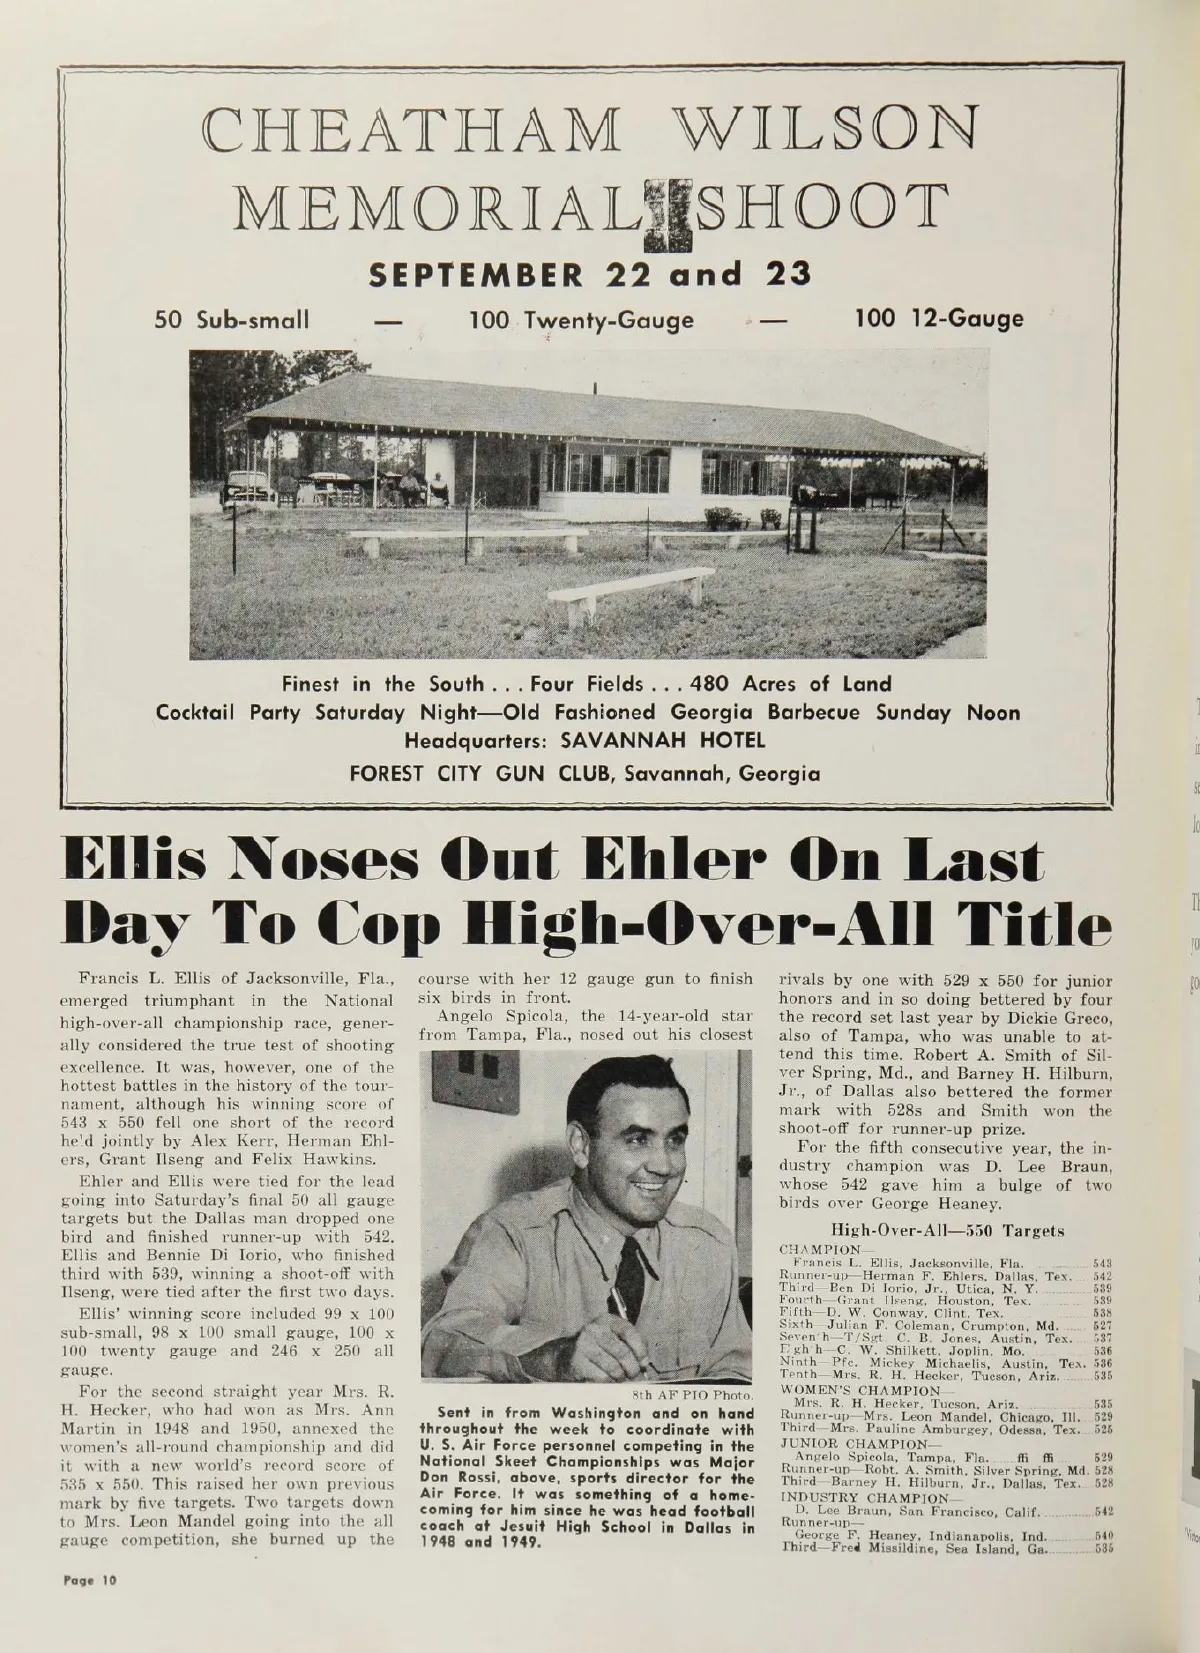 CHEATHAM WILSON
MEMORIAL SHOOT
SEPTEMBER 22 and 23
50 Sub-small — 100 Twenty-Gauge — 100 12-Gauge
Finest in the South . . . Four Fields . . . 480 Acres of Land
Cocktail Party Saturday Night—Old Fashioned Georgia Barbecue Sunday Noon
Headquarters: SAVANNAH HOTEL
FOREST CITY GUN CLUB, Savannah, Georgia
Ellis Noses Out Ehler On Last
Day To Cop High-Over-All Title
Francis L. Ellis of Jacksonville, Fla.,
emerged triumphant in the National
high-over-all championship race, gener-
ally considered the true test of shooting
excellence. It was, however, one of the
hottest battles in the history of the tour-
nament, although his winning score of
543 x 550 fell one short of the record
he'd jointly by Alex Kerr, Herman Ehl-
ers, Grant Ilseng and Felix Hawkins.
Ehler and Ellis were tied for the lead
going into Saturday's final 50 all gauge
targets but the Dallas man dropped one
bird and finished runner-up with 542.
Ellis and Bennie Di Iorio, who finished
third with 539, winning a shoot-off with
Ilseng, were tied after the first two days.
Ellis' winning score included 99 x 100
sub-small, 98 x 100 small gauge, 100 x
100 twenty gauge and 246 x 250 all
gauge.
For the second straight year Mrs. R.
H. Hecker, who had won as Mrs. Ann
Martin in 1948 and 1950, annexed the
women's all-round championship and did
it with a new world's record score of
535 x 550. This raised her own previous
mark by five targets. Two targets down
to Mrs. Leon Mandel going into the all
gauge competition, she burned up the
course with her 12 gauge gun to finish
six birds in front.
Angelo Spicola, the 14-year-old star
from Tampa, Fla., nosed out his closest
8th AF PIO Photo.
Sent in from Washington and on hand
throughout the week to coordinate with
U. S. Air Force personnel competing in the
National Skeet Championships was Major
Don Rossi, above, sports director for the
Air Force. It was something of a home-
coming for him since he was head football
coach at Jesuit High School in Dallas in
1948 and 1949.
rivals by one with 529 x 550 for junior
honors and in so doing bettered by four
the record set last year by Dickie Greco,
also of Tampa, who was unable to at-
tend this time. Robert A. Smith of Sil-
ver Spring, Md., and Barney H. Hilburn,
Jr., of Dallas also bettered the former
mark with 528s and Smith won the
shoot-off for runner-up prize.
For the fifth consecutive year, the in-
dustry champion was D. Lee Braun,
whose 542 gave him a bulge of two
birds over George Heaney.
High-Over-All—550 Targets
CHAMPION—
Francis L. Ellis, Jacksonville, Fla. 543
Runner-up—Herman F. Ehlers, Dallas, Tex. 542
Third—Ben Di Iorio, Jr., Utica, N. Y. 539
Fourth—Grant Ilseng, Houston, Tex. 539
Fifth—D. W. Conway, Clint, Tex. 538
Sixth—Julian F. Coleman, Crumpton, Md. 527
Seven'h—T/Sgt. C. B. Jones, Austin, Tex. 537
E'gh'h—C. W. Shilkett, Joplin, Mo. 536
Ninth—Pfc. Mickey Michaelis, Austin, Tex. 536
Tenth—Mrs. R. H. Hecker, Tucson, Ariz. 535
WOMEN'S CHAMPION—
Mrs. R. H. Hecker, Tucson, Ariz. 535
Runner-up—Mrs. Leon Mandel, Chicago, Ill. 529
Third—Mrs. Pauline Amburgey, Odessa, Tex. 525
JUNIOR CHAMPION—
Angelo Spicola, Tampa, Fla. ffi ffi 529
Runner-up—Robt. A. Smith, Silver Spring, Md. 528
Third—Barney H. Hilburn, Jr., Dallas, Tex. 528
INDUSTRY CHAMPION—
D. Lee Braun, San Francisco, Calif. 542
Runner-up—
George F. Heaney, Indianapolis, Ind. 540
Third—Fred Missildine, Sea Island, Ga. 535
Page 10